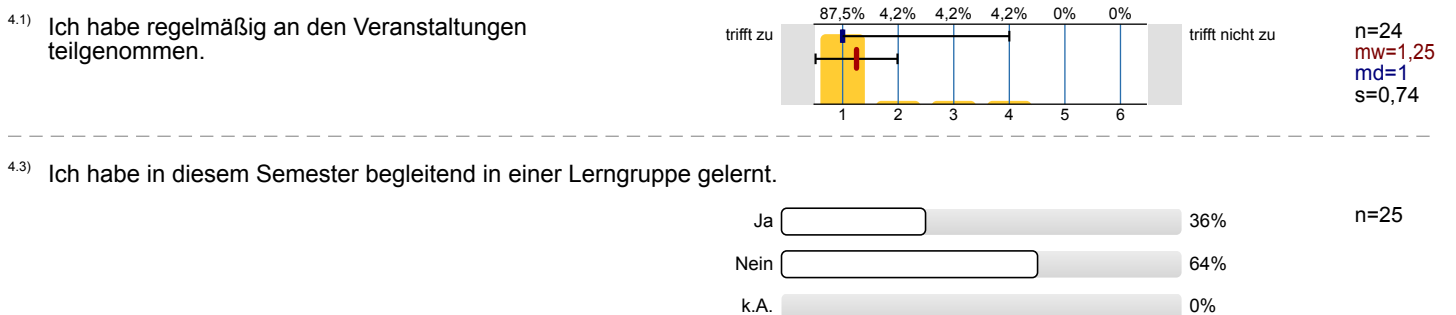 4.1) Ich habe regelmäßig an den Veranstaltungen
teilgenommen.
87,5% 4,2% 4,2% 4,2% 0% 0%
trifft zu
trifft nicht zu
1 2 3 4 5 6
n=24
mw=1,25
md=1
s=0,74
4.3) Ich habe in diesem Semester begleitend in einer Lerngruppe gelernt.
Ja 36%
n=25
Nein 64%
k.A. 0%